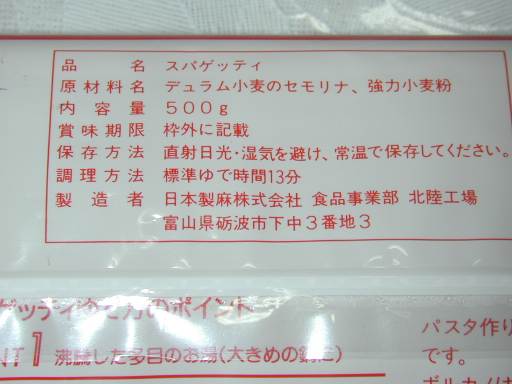 品名 スパゲッティ
原材料名 デュラム小麦のセモリナ、強力小麦粉
内容量 500g
賞味期限 枠外に記載
保存方法 直射日光・湿気を避け、常温で保存してください。
調理方法 標準ゆで時間13分
製造者 日本製麻株式会社 食品事業部 北陸工場
富山県砺波市下中3番地3
のポイント
NT 1 沸騰した多目のお湯(大きめの鍋に)
パスタ作り
です。